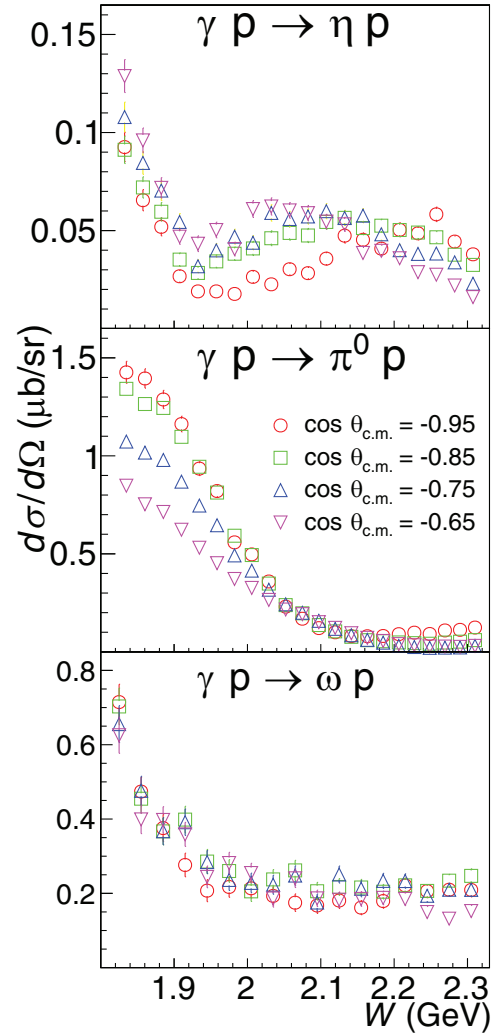 γ p → η p
0.15
0.1
0.05
dσ/dΩ (μb/sr)
γ p → π⁰ p
1.5
1
0.5
cos θc.m. = -0.95
cos θc.m. = -0.85
cos θc.m. = -0.75
cos θc.m. = -0.65
γ p → ω p
0.8
0.6
0.4
0.2
1.9 2 2.1 2.2 2.3
W (GeV)